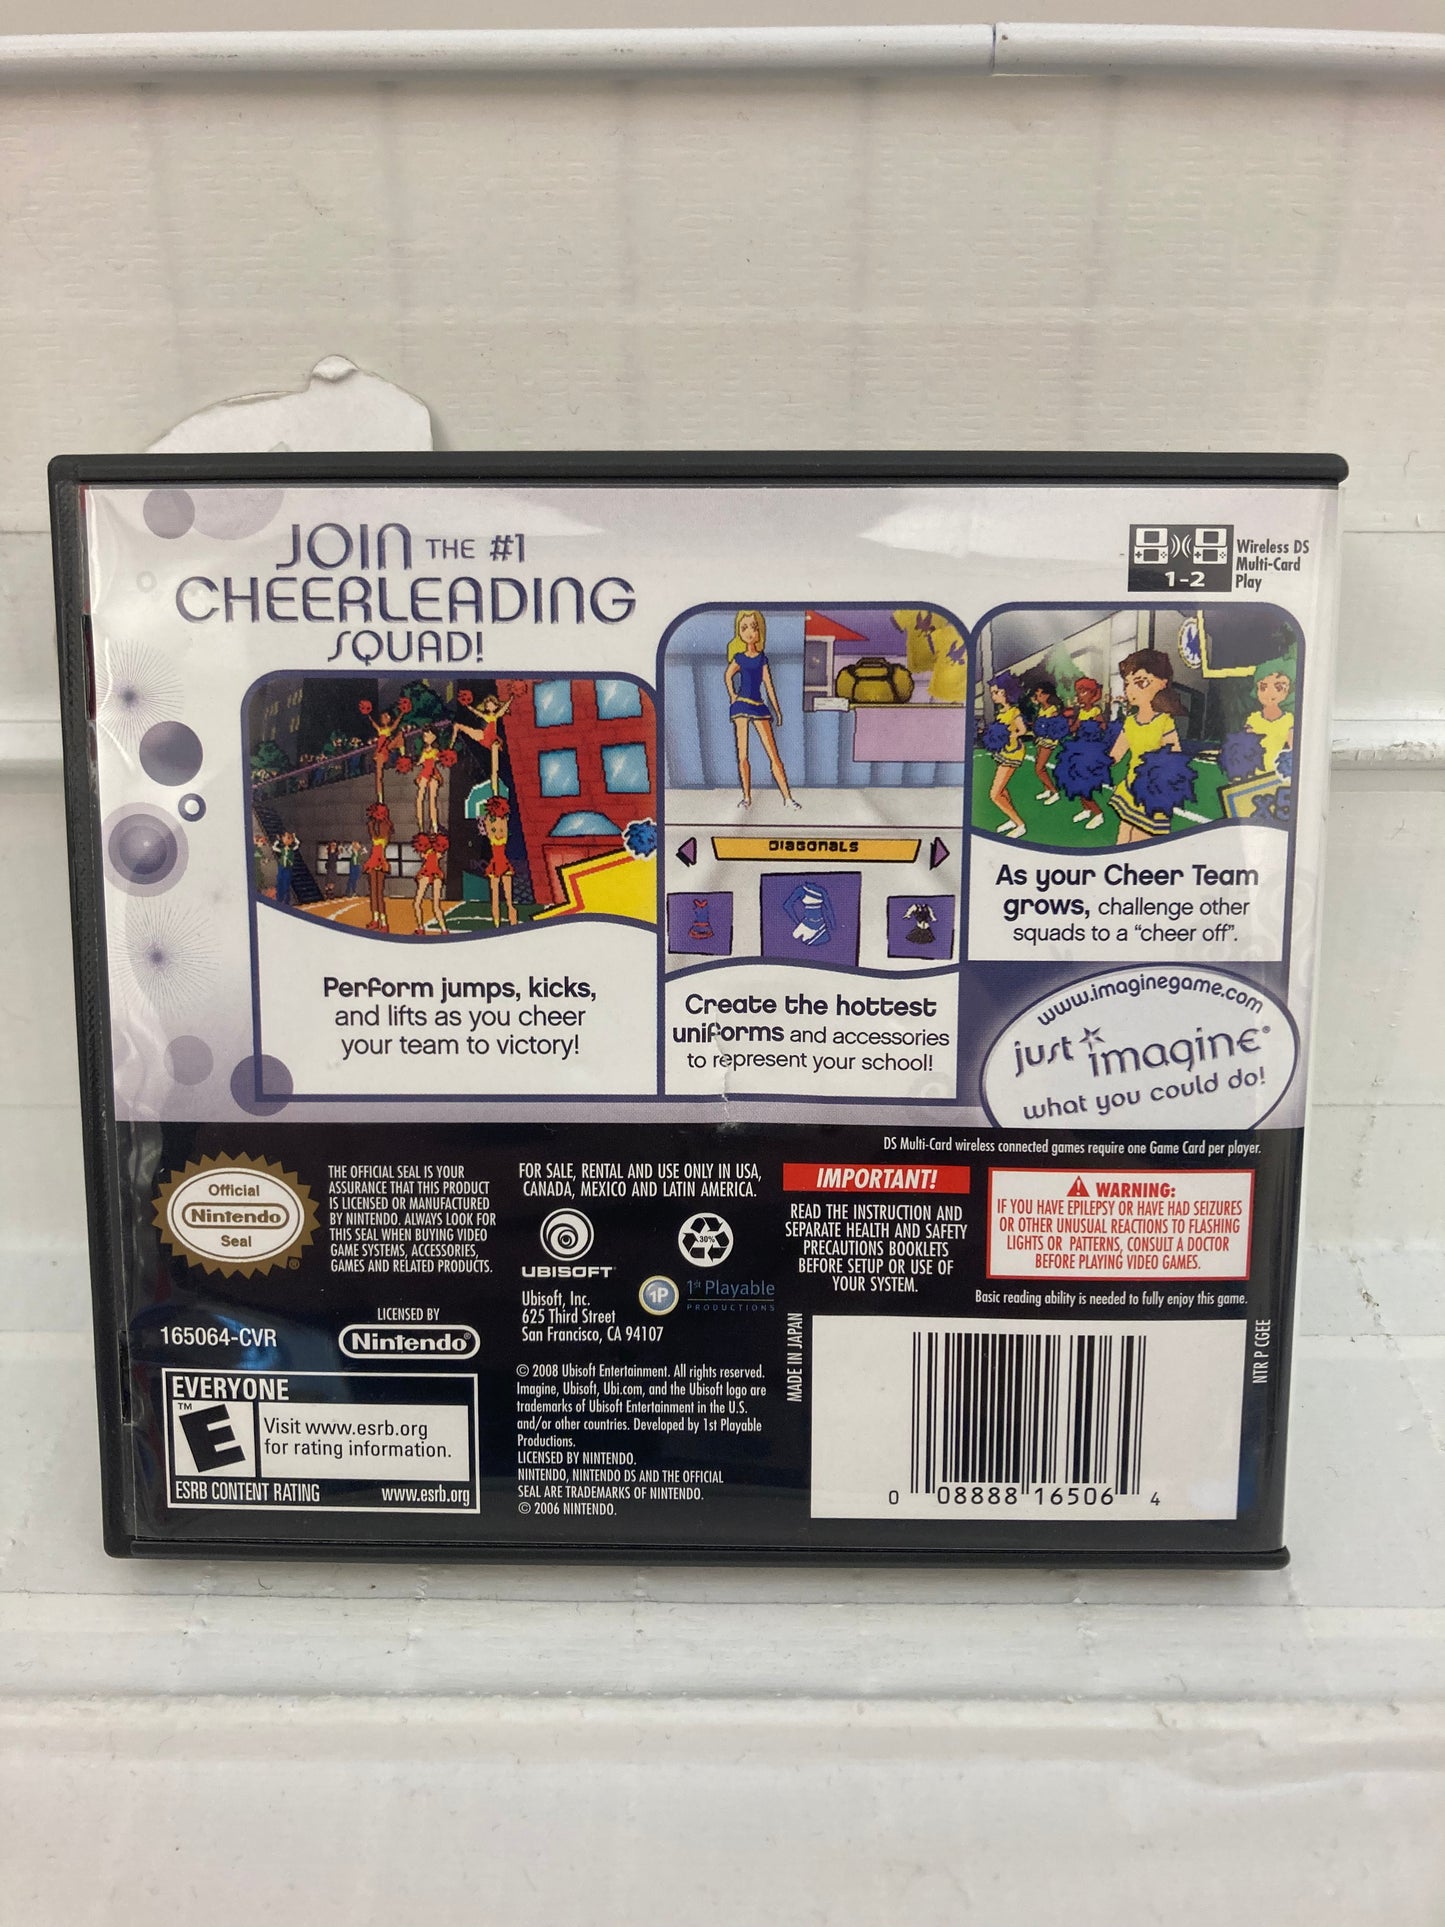 JOIN THE #1
CHEERLEADING
SQUAD!
1-2
Wireless DS
Multi-Card
Play
Perform jumps, kicks,
and lifts as you cheer
your team to victory!
DIAGONALS
Create the hottest
uniforms and accessories
to represent your school!
As your Cheer Team
grows, challenge other
squads to a "cheer off".
www.imaginegame.com
just imagine®
what you could do!
DS Multi-Card wireless connected games require one Game Card per player.
Official
Nintendo
Seal
®
THE OFFICIAL SEAL IS YOUR
ASSURANCE THAT THIS PRODUCT
IS LICENSED OR MANUFACTURED
BY NINTENDO. ALWAYS LOOK FOR
THIS SEAL WHEN BUYING VIDEO
GAME SYSTEMS, ACCESSORIES,
GAMES AND RELATED PRODUCTS.
165064-CVR
LICENSED BY
Nintendo®
EVERYONE
TM
E
Visit www.esrb.org
for rating information.
ESRB CONTENT RATING www.esrb.org
FOR SALE, RENTAL AND USE ONLY IN USA,
CANADA, MEXICO AND LATIN AMERICA.
30%
UBISOFT
1P
1st Playable
PRODUCTIONS
Ubisoft, Inc.
625 Third Street
San Francisco, CA 94107
© 2008 Ubisoft Entertainment. All rights reserved.
Imagine, Ubisoft, Ubi.com, and the Ubisoft logo are
trademarks of Ubisoft Entertainment in the U.S.
and/or other countries. Developed by 1st Playable
Productions.
LICENSED BY NINTENDO.
NINTENDO, NINTENDO DS AND THE OFFICIAL
SEAL ARE TRADEMARKS OF NINTENDO.
© 2006 NINTENDO.
IMPORTANT!
READ THE INSTRUCTION AND
SEPARATE HEALTH AND SAFETY
PRECAUTIONS BOOKLETS
BEFORE SETUP OR USE OF
YOUR SYSTEM.
WARNING:
IF YOU HAVE EPILEPSY OR HAVE HAD SEIZURES
OR OTHER UNUSUAL REACTIONS TO FLASHING
LIGHTS OR PATTERNS, CONSULT A DOCTOR
BEFORE PLAYING VIDEO GAMES.
Basic reading ability is needed to fully enjoy this game.
MADE IN JAPAN
NTR P CGEE
0 08888 16506 4